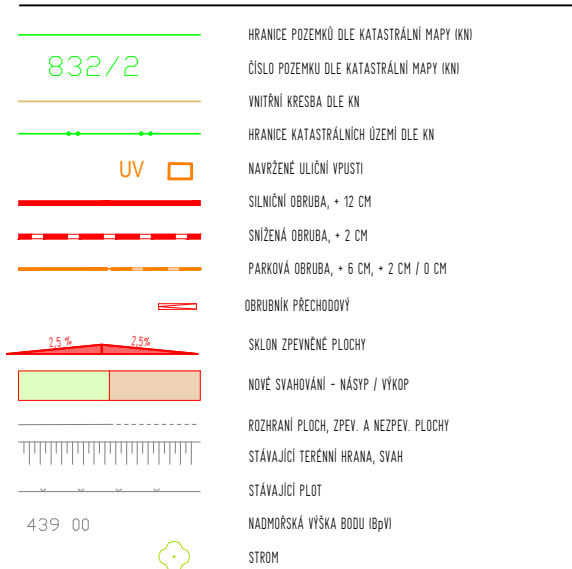 HRANICE POZEMKŮ DLE KATASTRÁLNÍ MAPY (KN)
832/2 ČÍSLO POZEMKU DLE KATASTRÁLNÍ MAPY (KN)
VNITŘNÍ KRESBA DLE KN
HRANICE KATASTRÁLNÍCH ÚZEMÍ DLE KN
UV NAVRŽENÉ ULIČNÍ VPUSTI
SILNIČNÍ OBRUBA, + 12 CM
SNÍŽENÁ OBRUBA, + 2 CM
PARKOVÁ OBRUBA, + 6 CM, + 2 CM / 0 CM
OBRUBNÍK PŘECHODOVÝ
2,5 % 2,5% SKLON ZPEVNĚNÉ PLOCHY
NOVÉ SVAHOVÁNÍ - NÁSYP / VÝKOP
ROZHRANÍ PLOCH, ZPEV. A NEZPEV. PLOCHY
STÁVAJÍCÍ TERÉNNÍ HRANA, SVAH
STÁVAJÍCÍ PLOT
439 00 NADMOŘSKÁ VÝŠKA BODU (BpV)
STROM